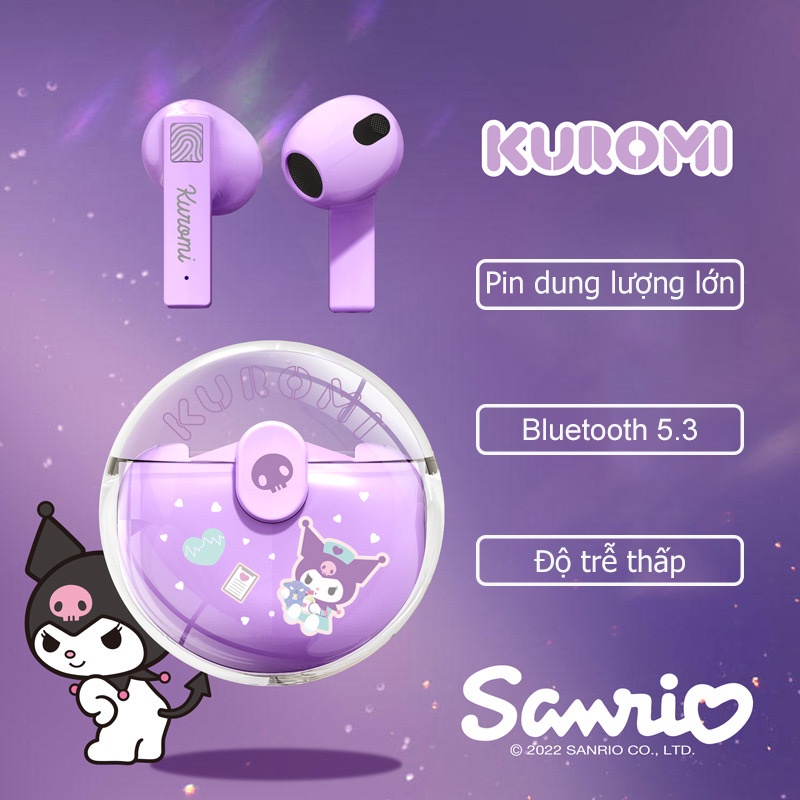 KUROMI
Kuromi
Pin dung lượng lớn
KUROMI
Bluetooth 5.3
Độ trễ thấp
Sanrio
© 2022 SANRIO CO., LTD.